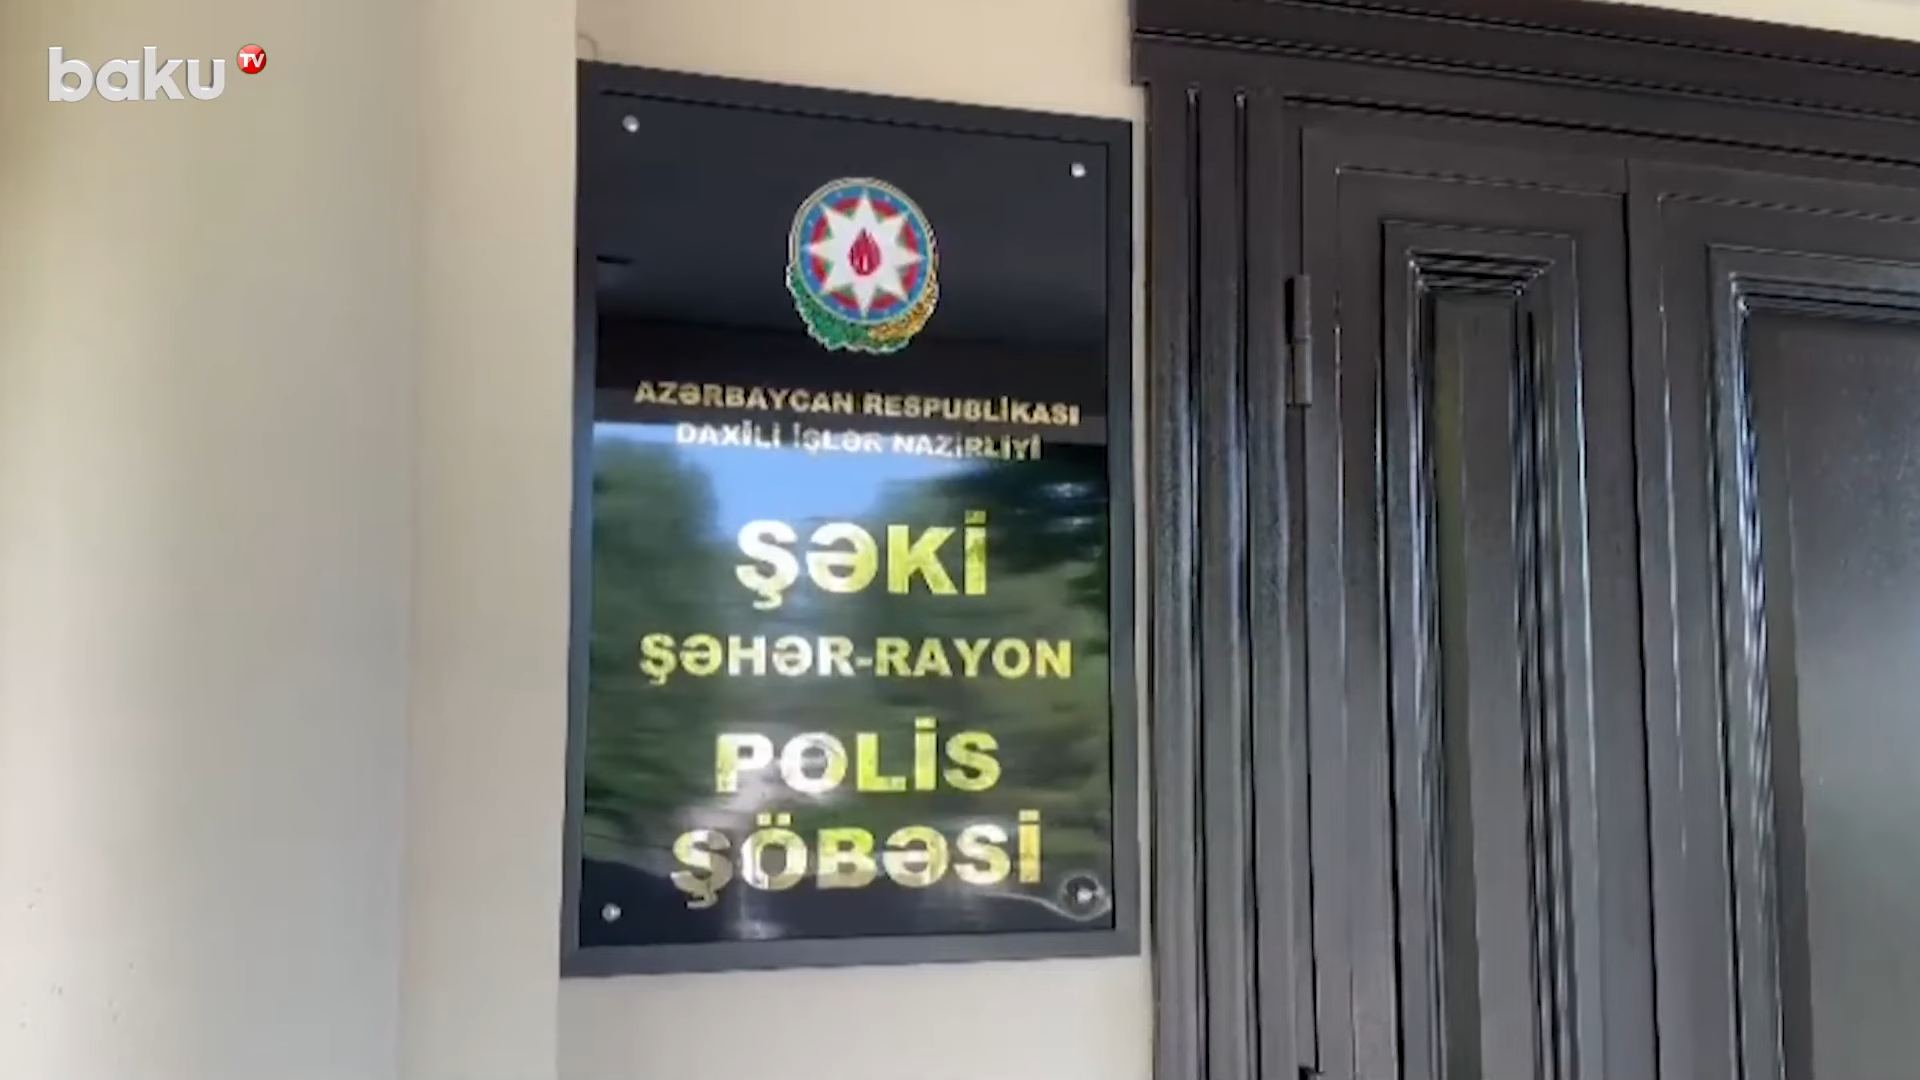 baku TV
AZƏRBAYCAN RESPUBLİKASI
DAXİLİ İŞLƏR NAZİRLİYİ
ŞƏKİ
ŞƏHƏR-RAYON
POLİS
ŞÖBƏSİ